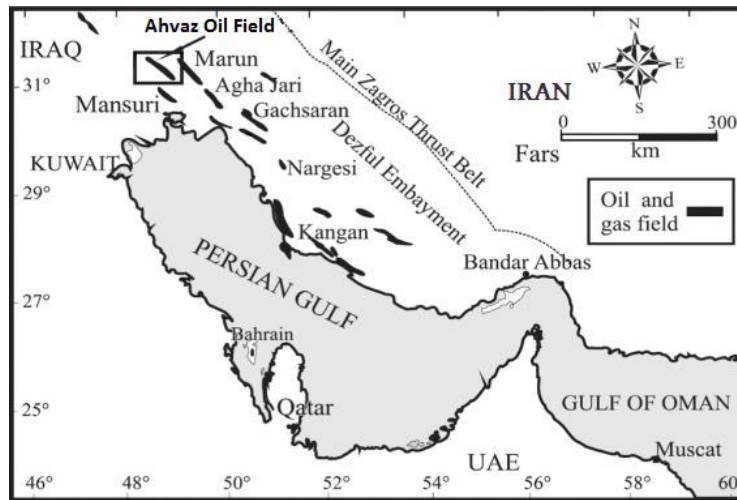 Ahvaz Oil Field
IRAQ
Marun
N
W
E
S
31°
Agha Jari
Mansuri
Gachsaran
Main Zagros Thrust Belt
IRAN
0
300
km
Fars
KUWAIT
Dezful Embayment
29°
Nargesi
Oil and
gas field
Kangan
Bandar Abbas
PERSIAN GULF
27°
Bahrain
Qatar
GULF OF OMAN
25°
UAE
Muscat
46°
48°
50°
52°
54°
56°
58°
60